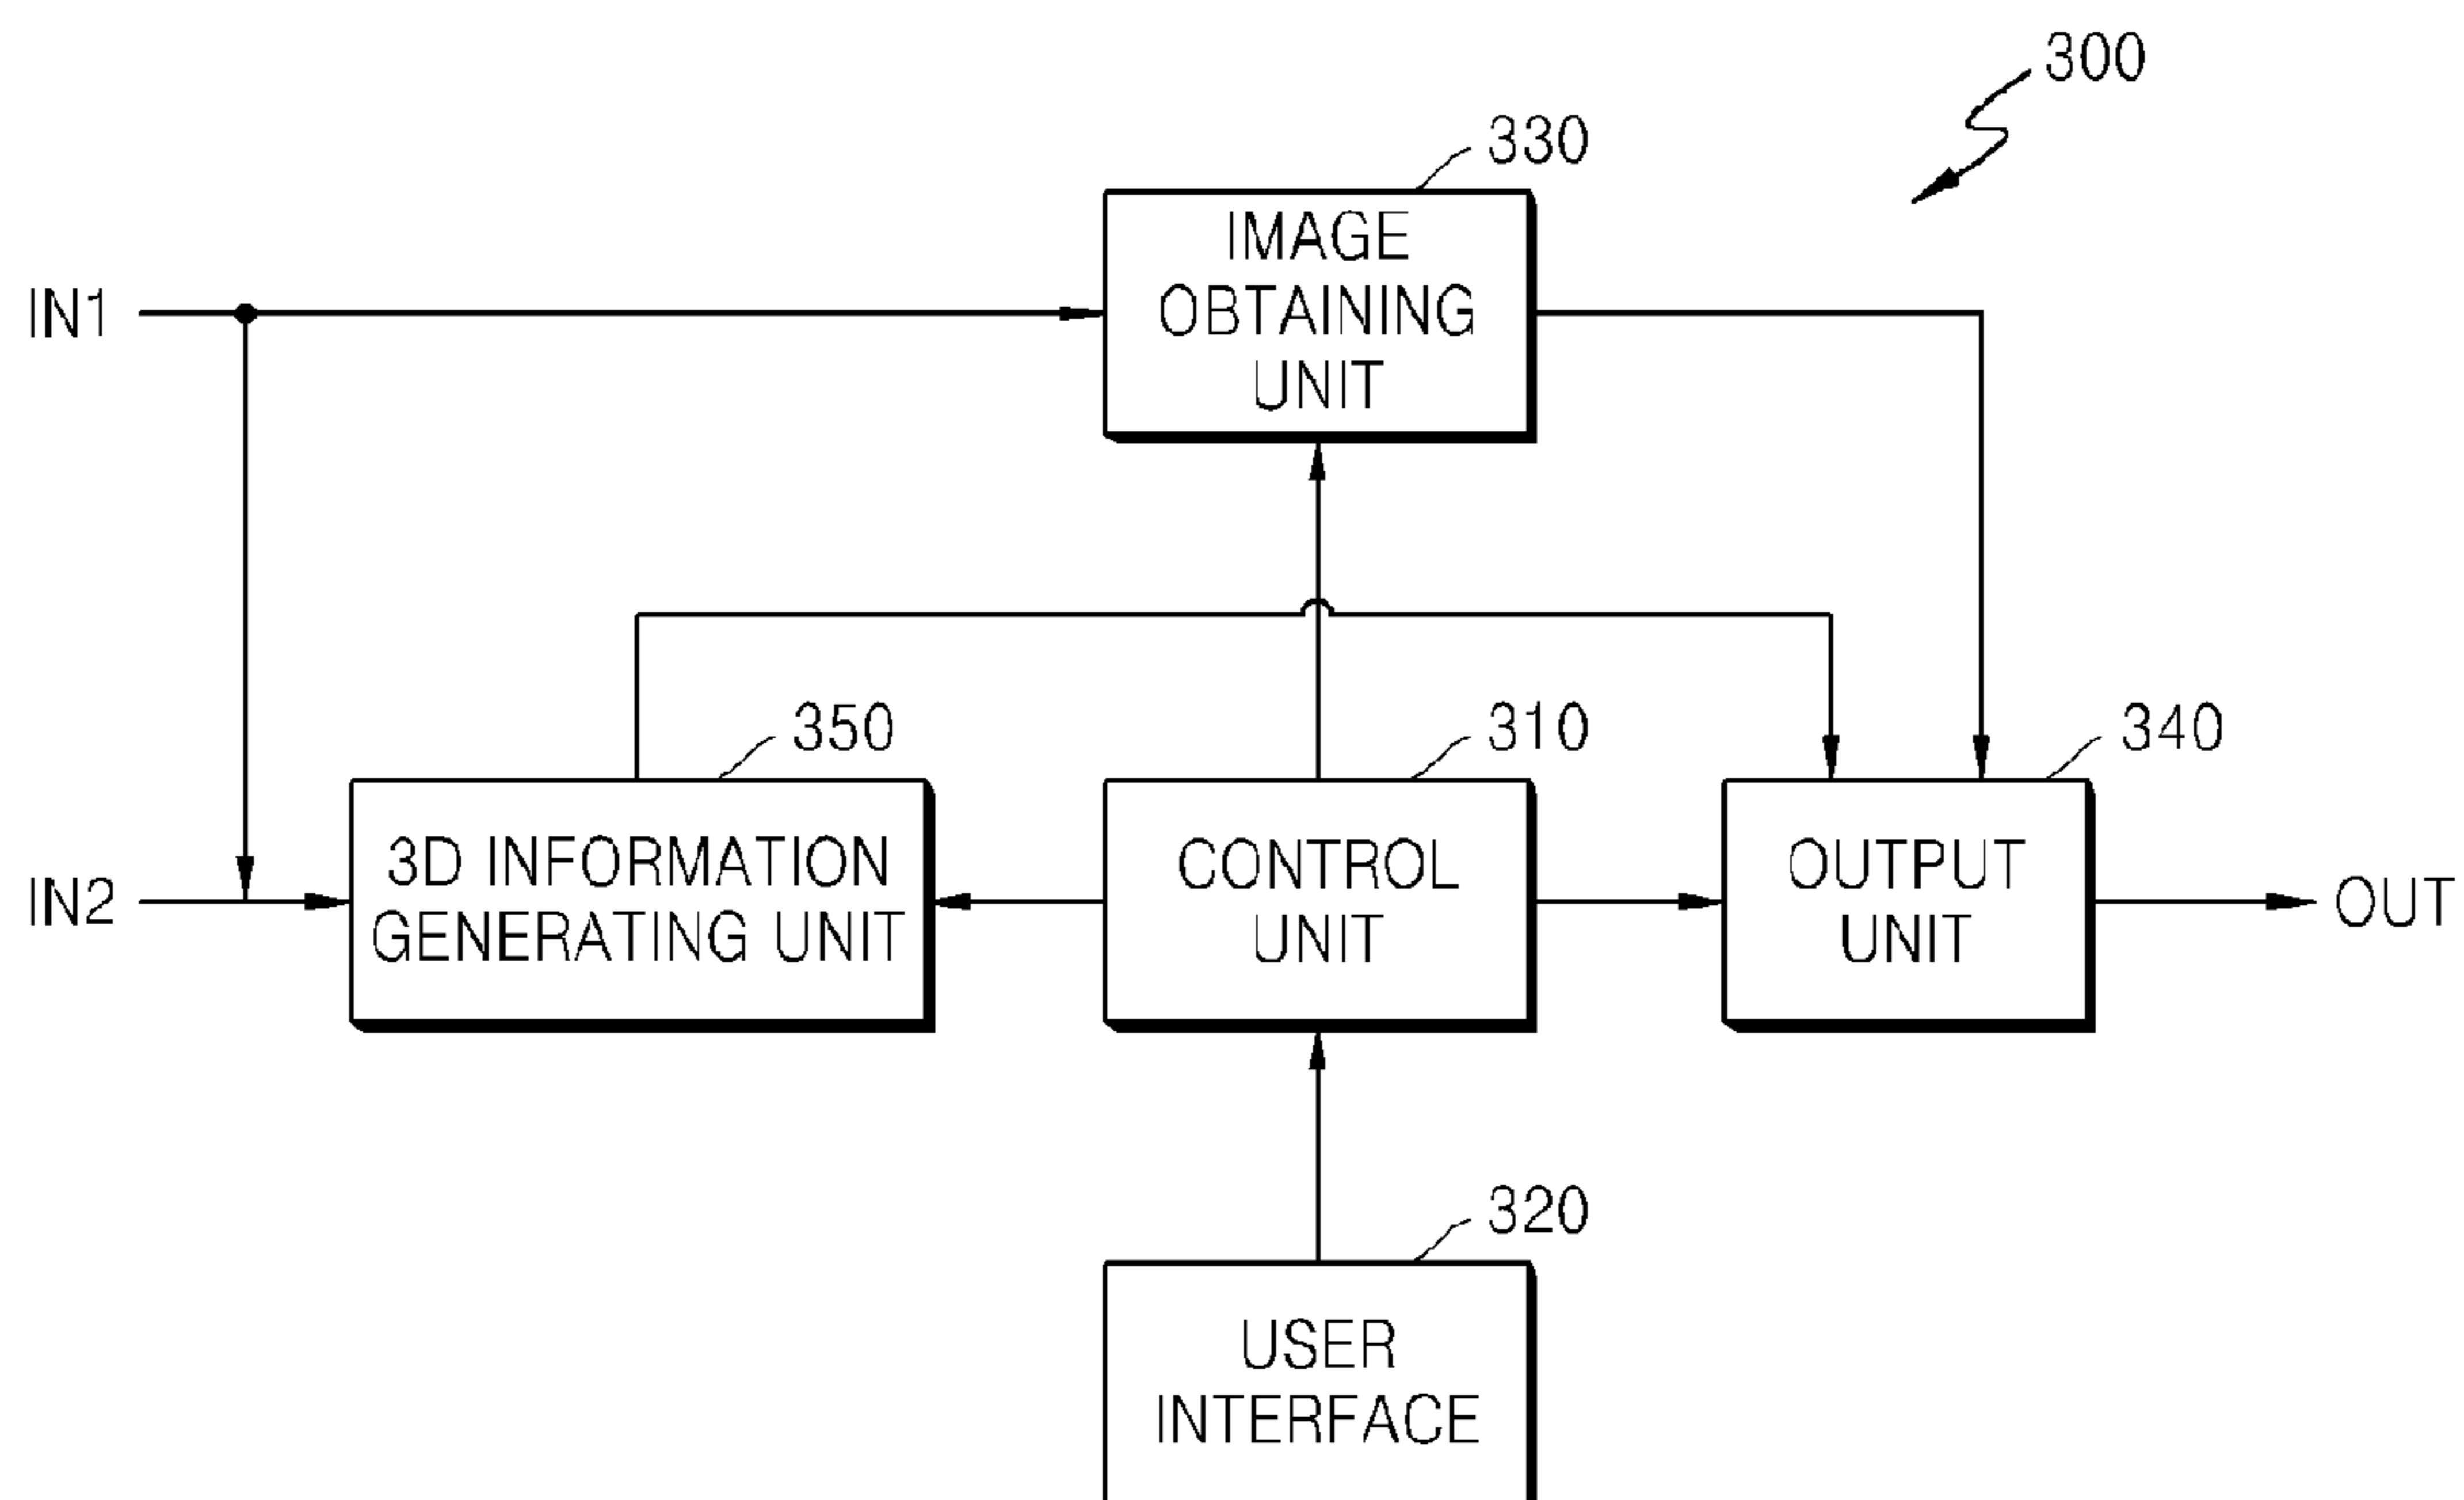 300
330
IMAGE
OBTAINING
UNIT
IN1
350
310
340
3D INFORMATION
GENERATING UNIT
CONTROL
UNIT
OUTPUT
UNIT
IN2
OUT
320
USER
INTERFACE